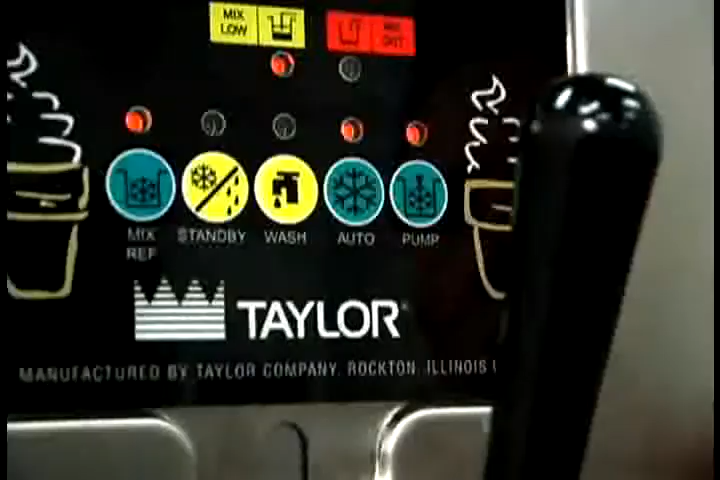 MIX LOW
MIX OUT
MIX REF
STANDBY
WASH
AUTO
PUMP
TAYLOR
MANUFACTURED BY TAYLOR COMPANY, ROCKTON, ILLINOIS